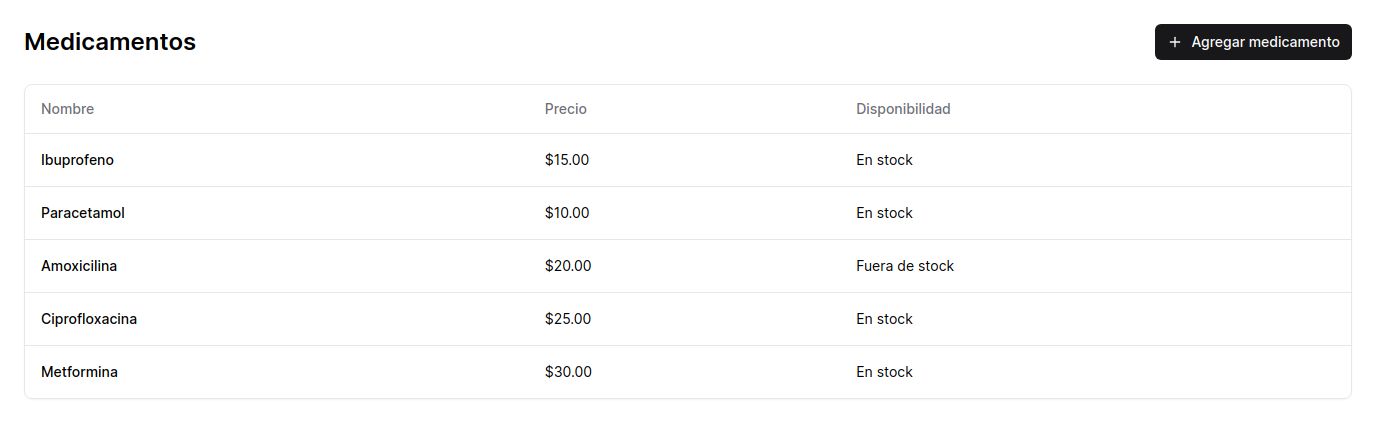 Medicamentos
Agregar medicamento
Nombre Precio Disponibilidad
Ibuprofeno $15.00 En stock
Paracetamol $10.00 En stock
Amoxicilina $20.00 Fuera de stock
Ciprofloxacina $25.00 En stock
Metformina $30.00 En stock